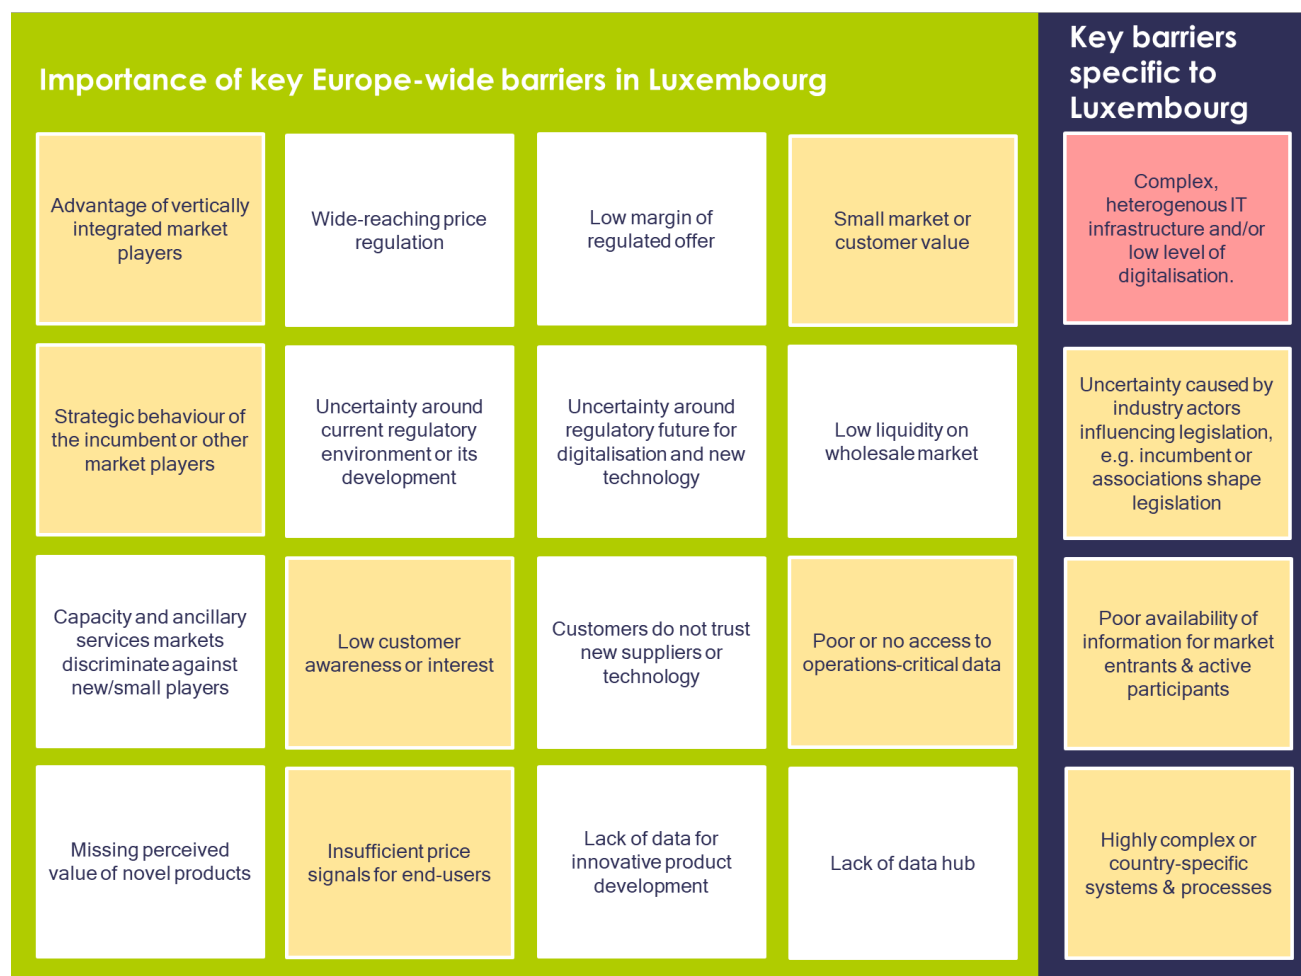 Importance of key Europe-wide barriers in Luxembourg
Key barriers
specific to
Luxembourg
Advantage of vertically
integrated market
players
Wide-reaching price
regulation
Low margin of
regulated offer
Small market or
customer value
Complex,
heterogenous IT
infrastructure and/or
low level of
digitalisation.
Strategic behaviour of
the incumbent or other
market players
Uncertainty around
current regulatory
environment or its
development
Uncertainty around
regulatory future for
digitalisation and new
technology
Low liquidity on
wholesale market
Uncertainty caused by
industry actors
influencing legislation,
e.g. incumbent or
associations shape
legislation
Capacity and ancillary
services markets
discriminate against
new/small players
Low customer
awareness or interest
Customers do not trust
new suppliers or
technology
Poor or no access to
operations-critical data
Poor availability of
information for market
entrants & active
participants
Missing perceived
value of novel products
Insufficient price
signals for end-users
Lack of data for
innovative product
development
Lack of data hub
Highly complex or
country-specific
systems & processes